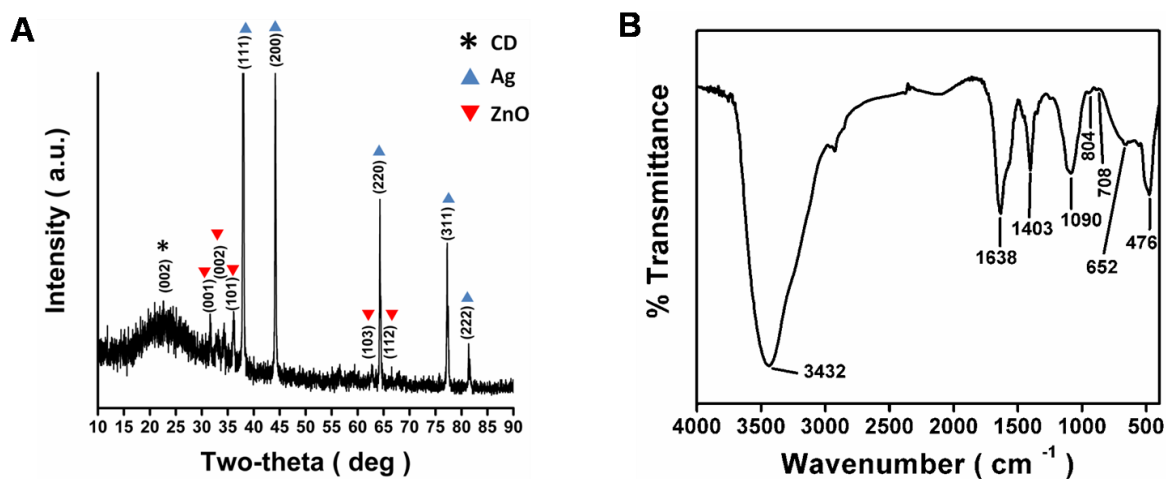 A
B
(111)
(200)
* CD
Ag
ZnO
(220)
(311)
*
(002)
(001)
(002)
(101)
(103)
(112)
(222)
Intensity ( a.u.)
10 15 20 25 30 35 40 45 50 55 60 65 70 75 80 85 90
Two-theta ( deg )
% Transmittance
3432
1638
1403
1090
804
708
652
476
4000 3500 3000 2500 2000 1500 1000 500
Wavenumber ( cm -1 )